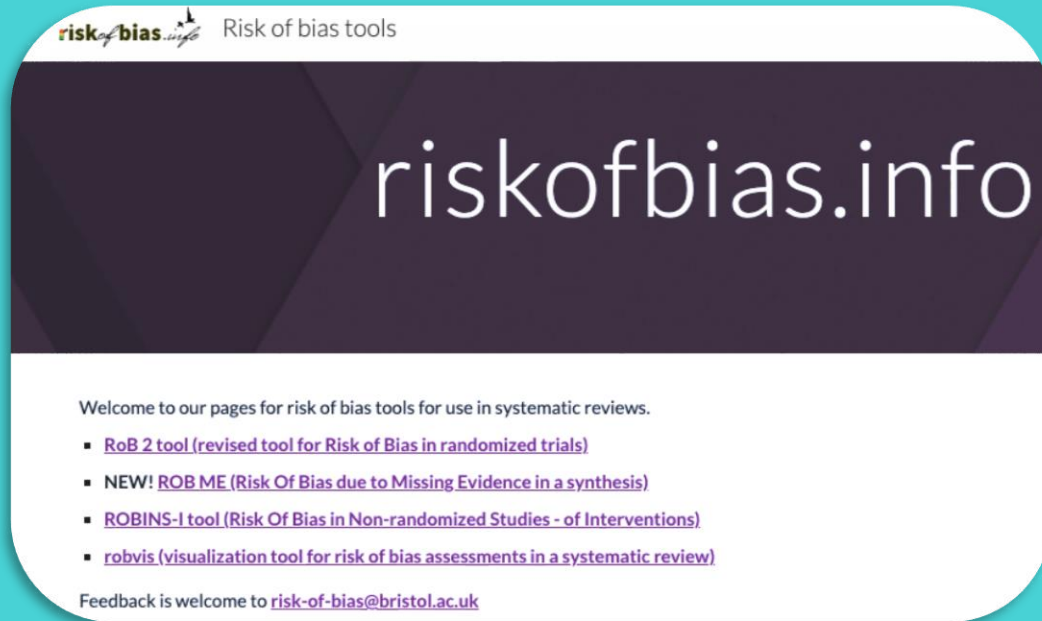 riskofbias.info Risk of bias tools
riskofbias.info
Welcome to our pages for risk of bias tools for use in systematic reviews.
▪ RoB 2 tool (revised tool for Risk of Bias in randomized trials)
▪ NEW! ROB ME (Risk Of Bias due to Missing Evidence in a synthesis)
▪ ROBINS-I tool (Risk Of Bias in Non-randomized Studies - of Interventions)
▪ robvis (visualization tool for risk of bias assessments in a systematic review)
Feedback is welcome to risk-of-bias@bristol.ac.uk